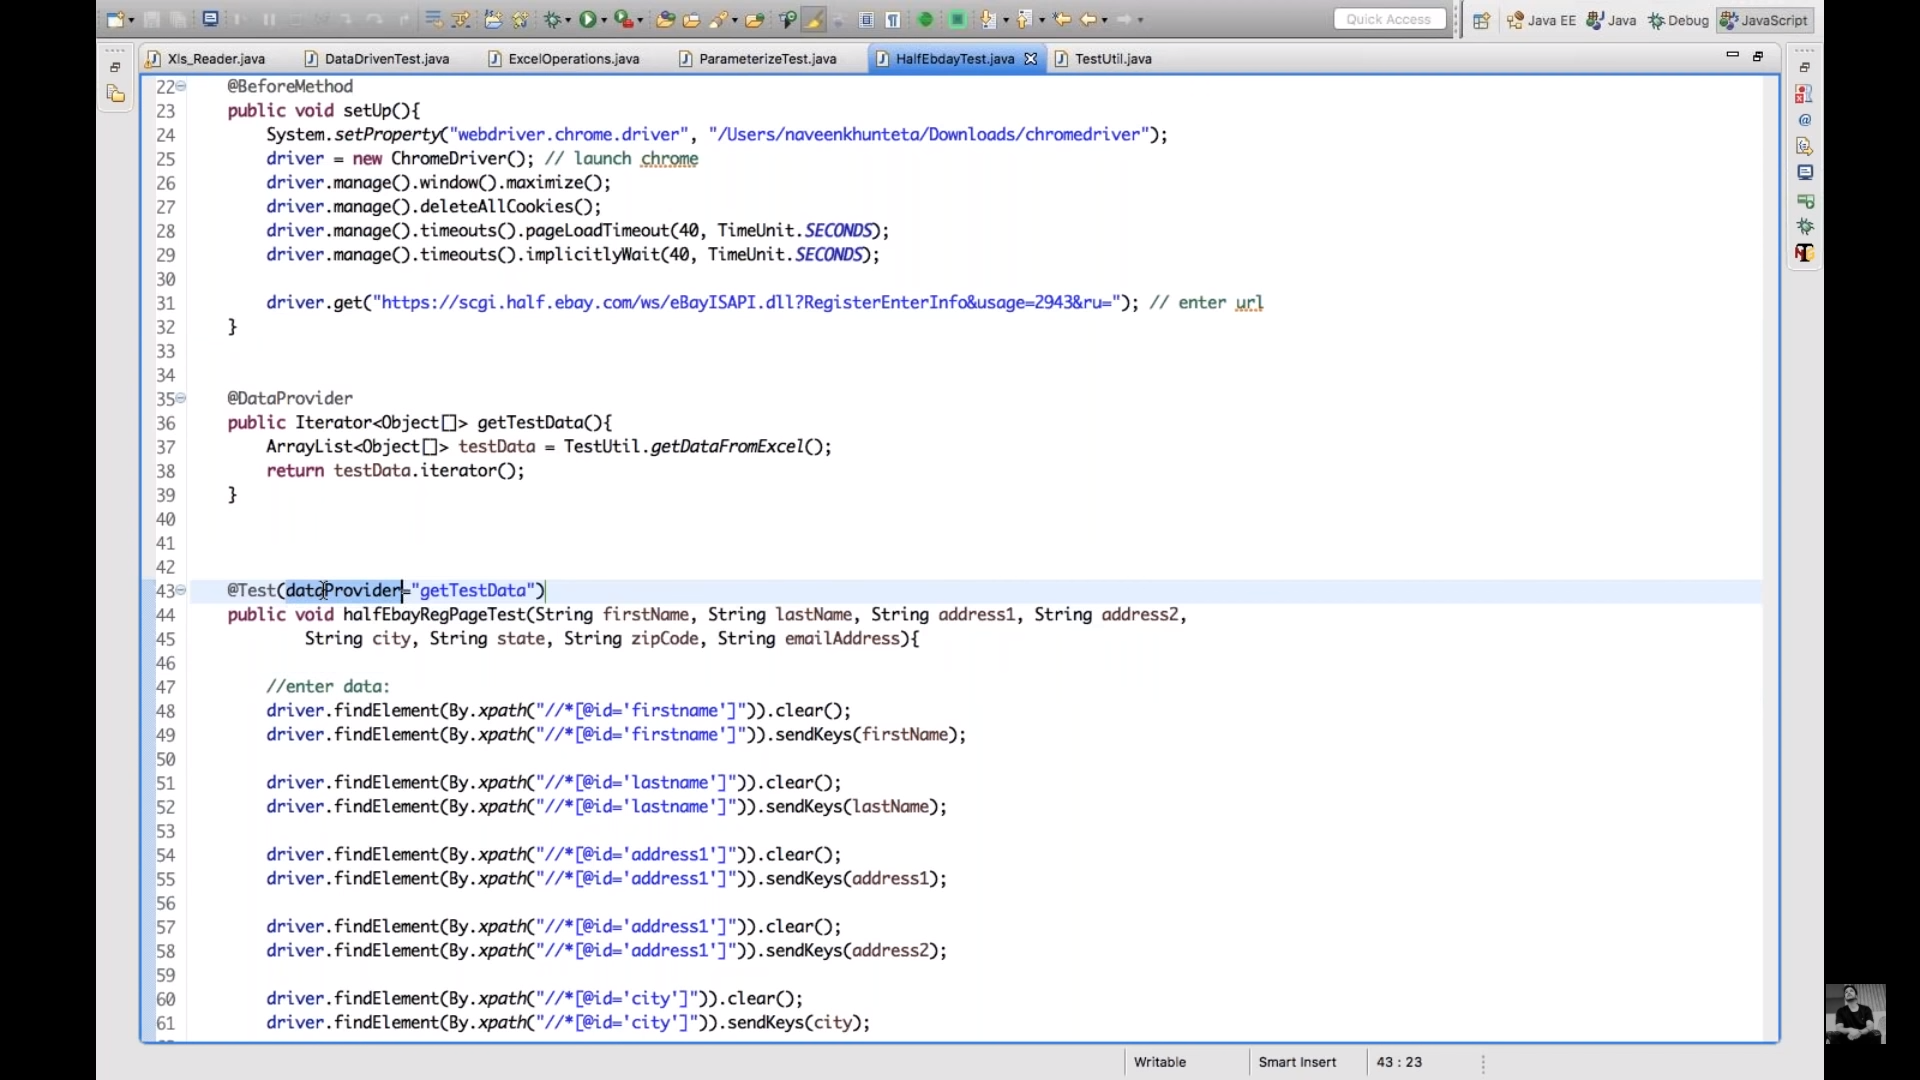 Quick Access
Java EE
Java
Debug
JavaScript
Xls_Reader.java
DataDrivenTest.java
ExcelOperations.java
ParameterizeTest.java
HalfEbdayTest.java
TestUtil.java
22 @BeforeMethod
23 public void setUp(){
24 System.setProperty("webdriver.chrome.driver", "/Users/naveenkhunteta/Downloads/chromedriver");
25 driver = new ChromeDriver(); // launch chrome
26 driver.manage().window().maximize();
27 driver.manage().deleteAllCookies();
28 driver.manage().timeouts().pageLoadTimeout(40, TimeUnit.SECONDS);
29 driver.manage().timeouts().implicitlyWait(40, TimeUnit.SECONDS);
30
31 driver.get("https://scgi.half.ebay.com/ws/eBayISAPI.dll?RegisterEnterInfo&usage=2943&ru="); // enter url
32 }
33
34
35 @DataProvider
36 public Iterator<Object[]> getTestData(){
37 ArrayList<Object[]> testData = TestUtil.getDataFromExcel();
38 return testData.iterator();
39 }
40
41
42
43 @Test(dataProvider="getTestData")
44 public void halfEbayRegPageTest(String firstName, String lastName, String address1, String address2,
45 String city, String state, String zipCode, String emailAddress){
46
47 //enter data:
48 driver.findElement(By.xpath("//*[@id='firstname']")).clear();
49 driver.findElement(By.xpath("//*[@id='firstname']")).sendKeys(firstName);
50
51 driver.findElement(By.xpath("//*[@id='lastname']")).clear();
52 driver.findElement(By.xpath("//*[@id='lastname']")).sendKeys(lastName);
53
54 driver.findElement(By.xpath("//*[@id='address1']")).clear();
55 driver.findElement(By.xpath("//*[@id='address1']")).sendKeys(address1);
56
57 driver.findElement(By.xpath("//*[@id='address1']")).clear();
58 driver.findElement(By.xpath("//*[@id='address1']")).sendKeys(address2);
59
60 driver.findElement(By.xpath("//*[@id='city']")).clear();
61 driver.findElement(By.xpath("//*[@id='city']")).sendKeys(city);
Writable
Smart Insert
43 : 23